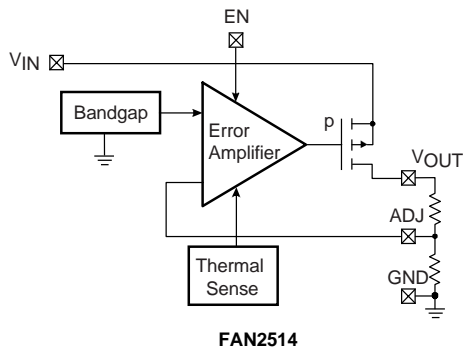 EN
VIN
Bandgap
Error
Amplifier
p
VOUT
ADJ
Thermal
Sense
GND
FAN2514